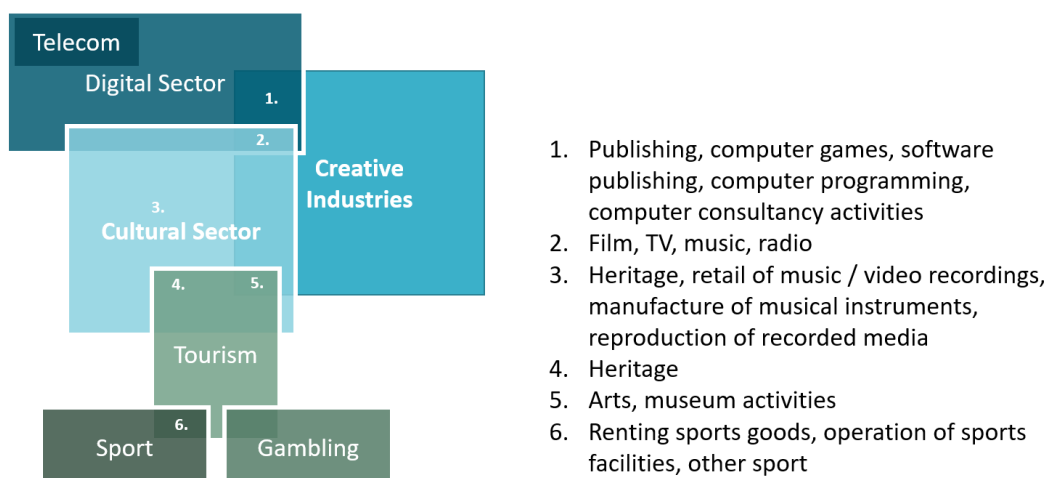 Telecom
Digital Sector
1.
2.
Creative
Industries
3.
Cultural Sector
4.
5.
Tourism
6.
Sport
Gambling
1. Publishing, computer games, software
publishing, computer programming,
computer consultancy activities
2. Film, TV, music, radio
3. Heritage, retail of music / video recordings,
manufacture of musical instruments,
reproduction of recorded media
4. Heritage
5. Arts, museum activities
6. Renting sports goods, operation of sports
facilities, other sport